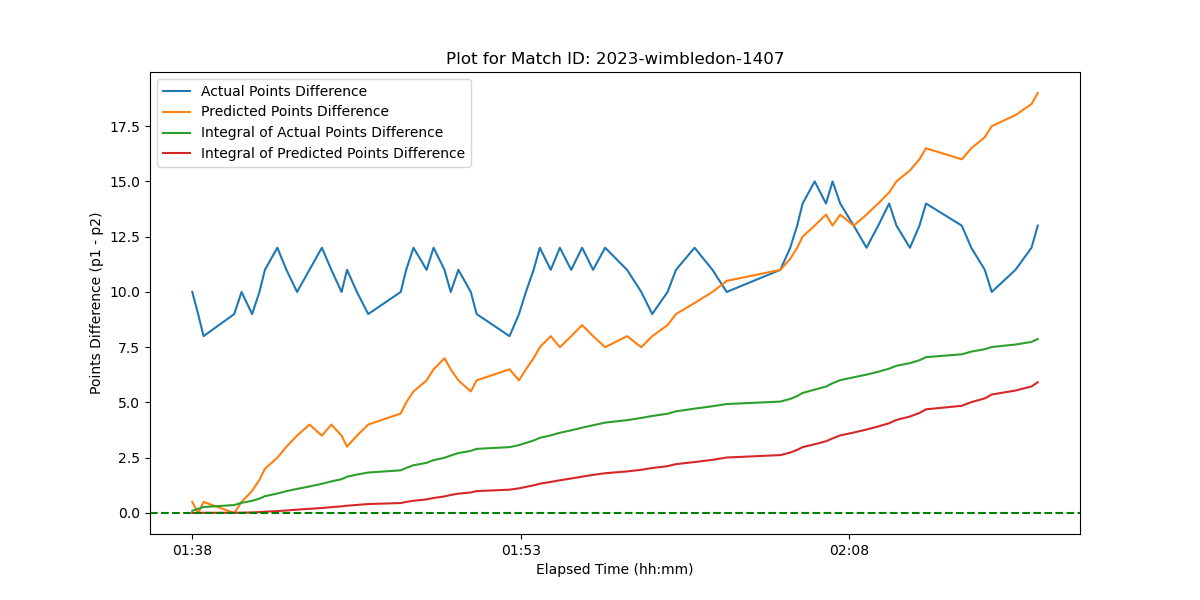 Plot for Match ID: 2023-wimbledon-1407
Actual Points Difference
Predicted Points Difference
Integral of Actual Points Difference
Integral of Predicted Points Difference
Points Difference (p1 - p2)
17.5
15.0
12.5
10.0
7.5
5.0
2.5
0.0
01:38
01:53
02:08
Elapsed Time (hh:mm)